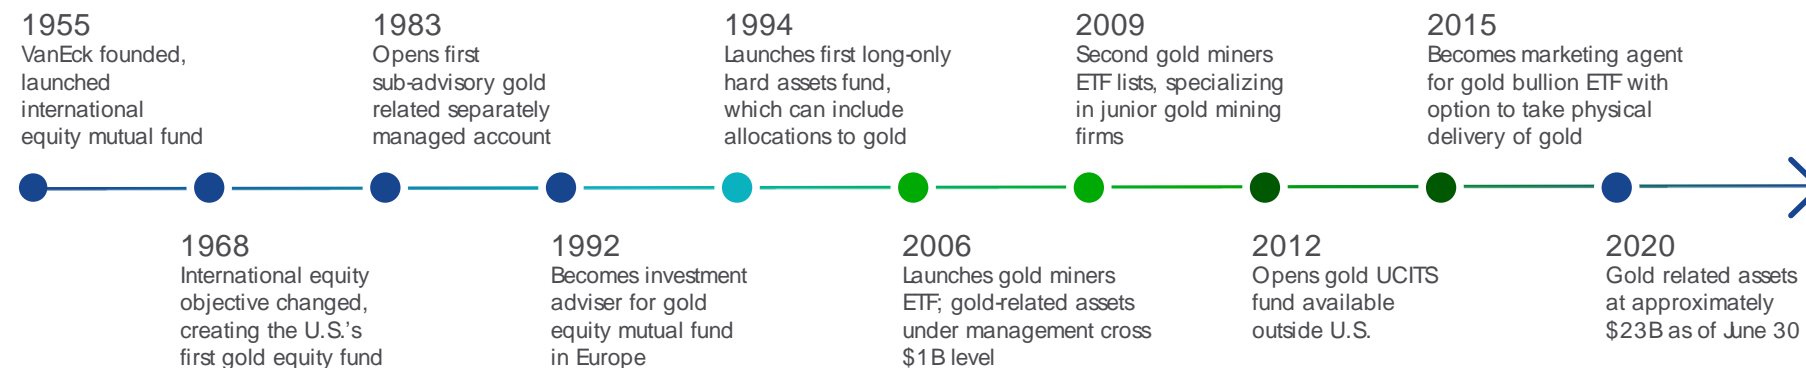 1955
VanEck founded,
launched
international
equity mutual fund
1983
Opens first
sub-advisory gold
related separately
managed account
1994
Launches first long-only
hard assets fund,
which can include
allocations to gold
2009
Second gold miners
ETF lists, specializing
in junior gold mining
firms
2015
Becomes marketing agent
for gold bullion ETF with
option to take physical
delivery of gold
1968
International equity
objective changed,
creating the U.S.'s
first gold equity fund
1992
Becomes investment
adviser for gold
equity mutual fund
in Europe
2006
Launches gold miners
ETF; gold-related assets
under management cross
$1B level
2012
Opens gold UCITS
fund available
outside U.S.
2020
Gold related assets
at approximately
$23B as of June 30